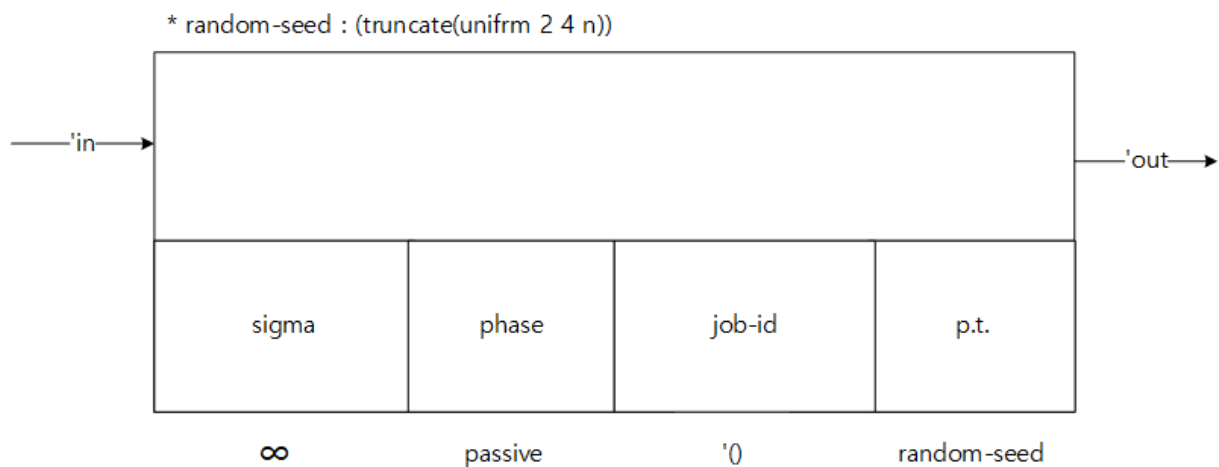 * random-seed : (truncate(unifrm 2 4 n))
'in
'out
sigma phase job-id p.t.
∞ passive '() random-seed